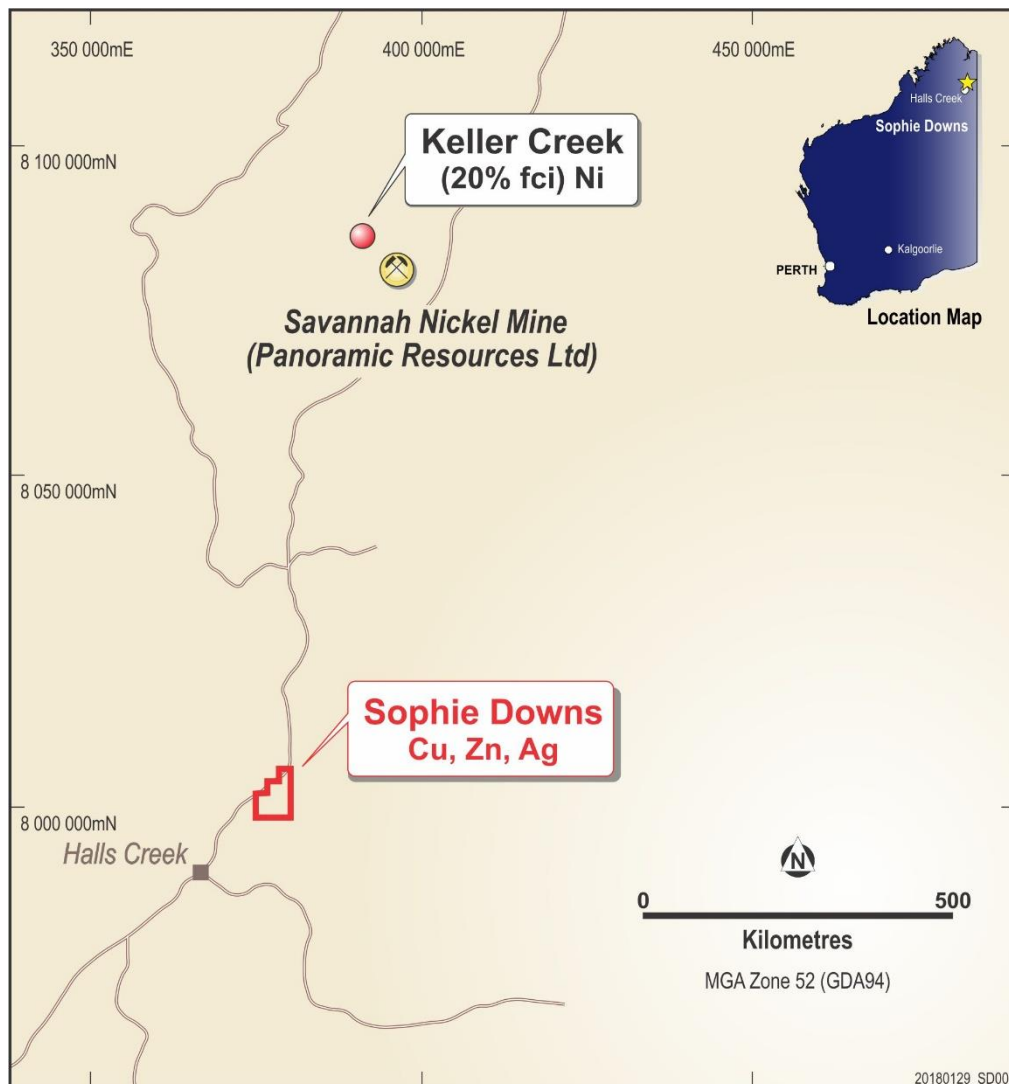 350 000mE
400 000mE
450 000mE
Halls Creek
Sophie Downs
Kalgoorlie
PERTH
Location Map
8 100 000mN
Keller Creek
(20% fci) Ni
Savannah Nickel Mine
(Panoramic Resources Ltd)
8 050 000mN
Sophie Downs
Cu, Zn, Ag
8 000 000mN
Halls Creek
N
0 500
Kilometres
MGA Zone 52 (GDA94)
20180129_SD00